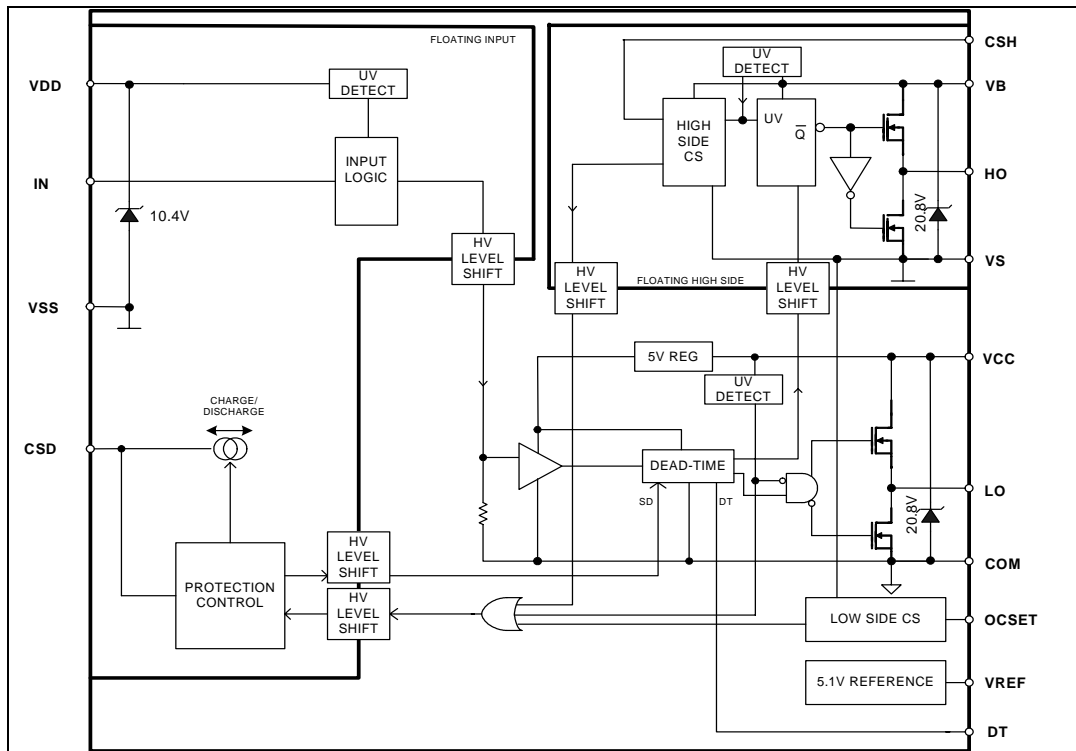 FLOATING INPUT
CSH
UV
DETECT
VDD
UV
DETECT
VB
HIGH
SIDE
CS
UV
Q
INPUT
LOGIC
IN
HO
10.4V
20.8V
HV
LEVEL
SHIFT
VS
HV
LEVEL
SHIFT
FLOATING HIGH SIDE
HV
LEVEL
SHIFT
VSS
5V REG
VCC
UV
DETECT
CHARGE/
DISCHARGE
CSD
DEAD-TIME
SD
DT
LO
20.8V
HV
LEVEL
SHIFT
COM
PROTECTION
CONTROL
HV
LEVEL
SHIFT
LOW SIDE CS
OCSET
5.1V REFERENCE
VREF
DT